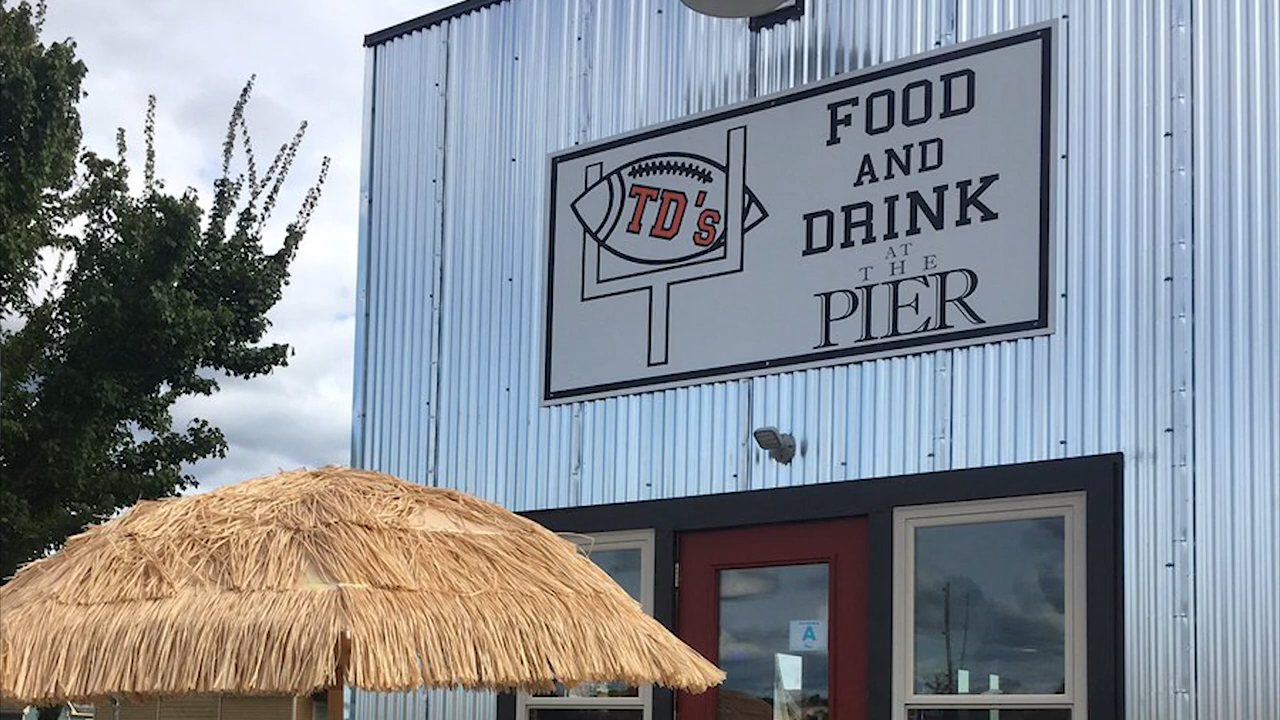 TD's
FOOD
AND
DRINK
AT
THE
PIER
A